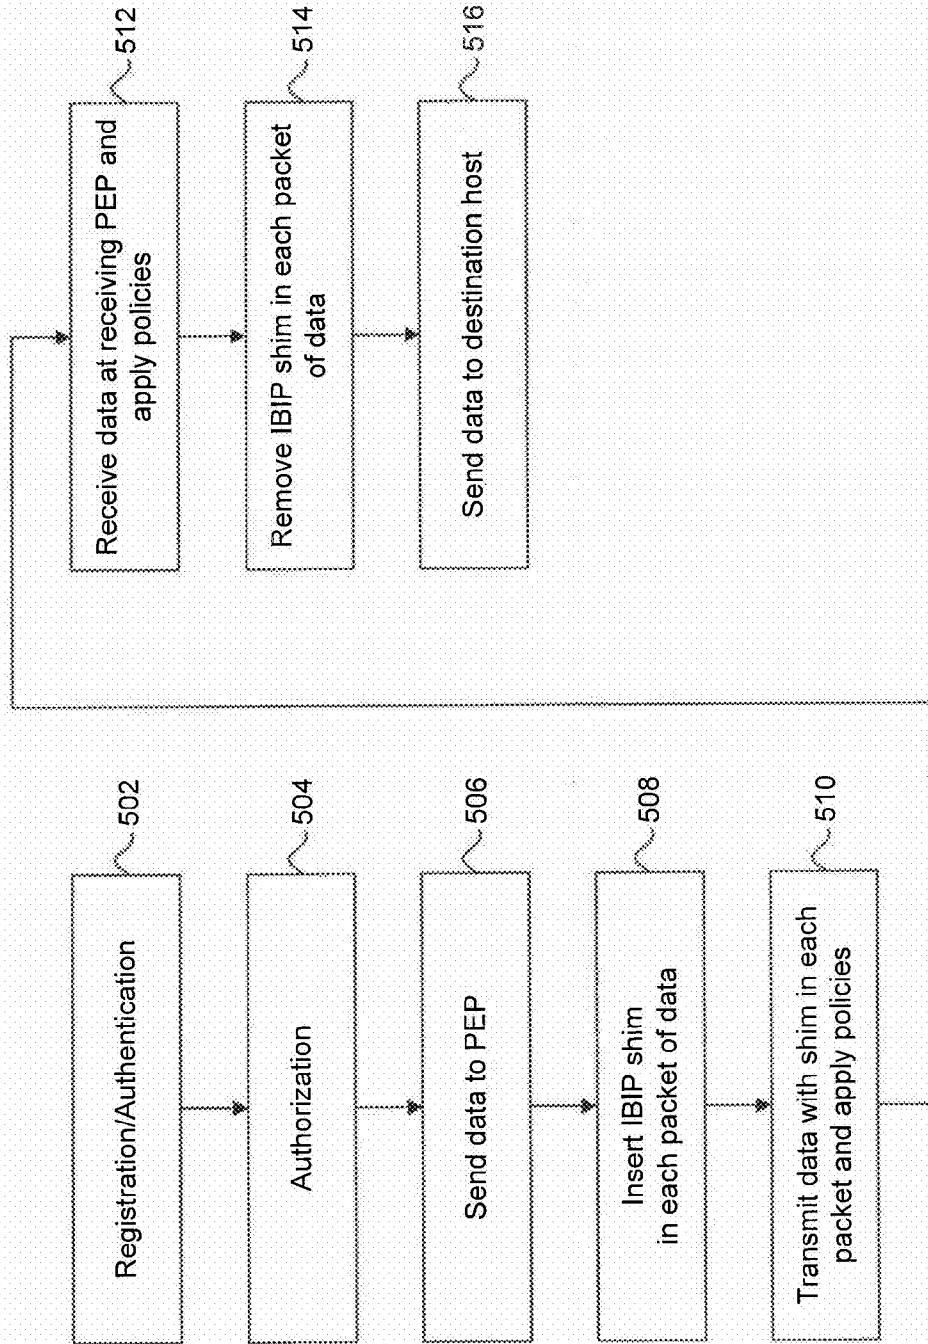 Registration/Authentication
502
Authorization
504
Send data to PEP
506
Insert IBIP shim
in each packet of data
508
Transmit data with shim in each
packet and apply policies
510
Receive data at receiving PEP and
apply policies
512
Remove IBIP shim in each packet
of data
514
Send data to destination host
516